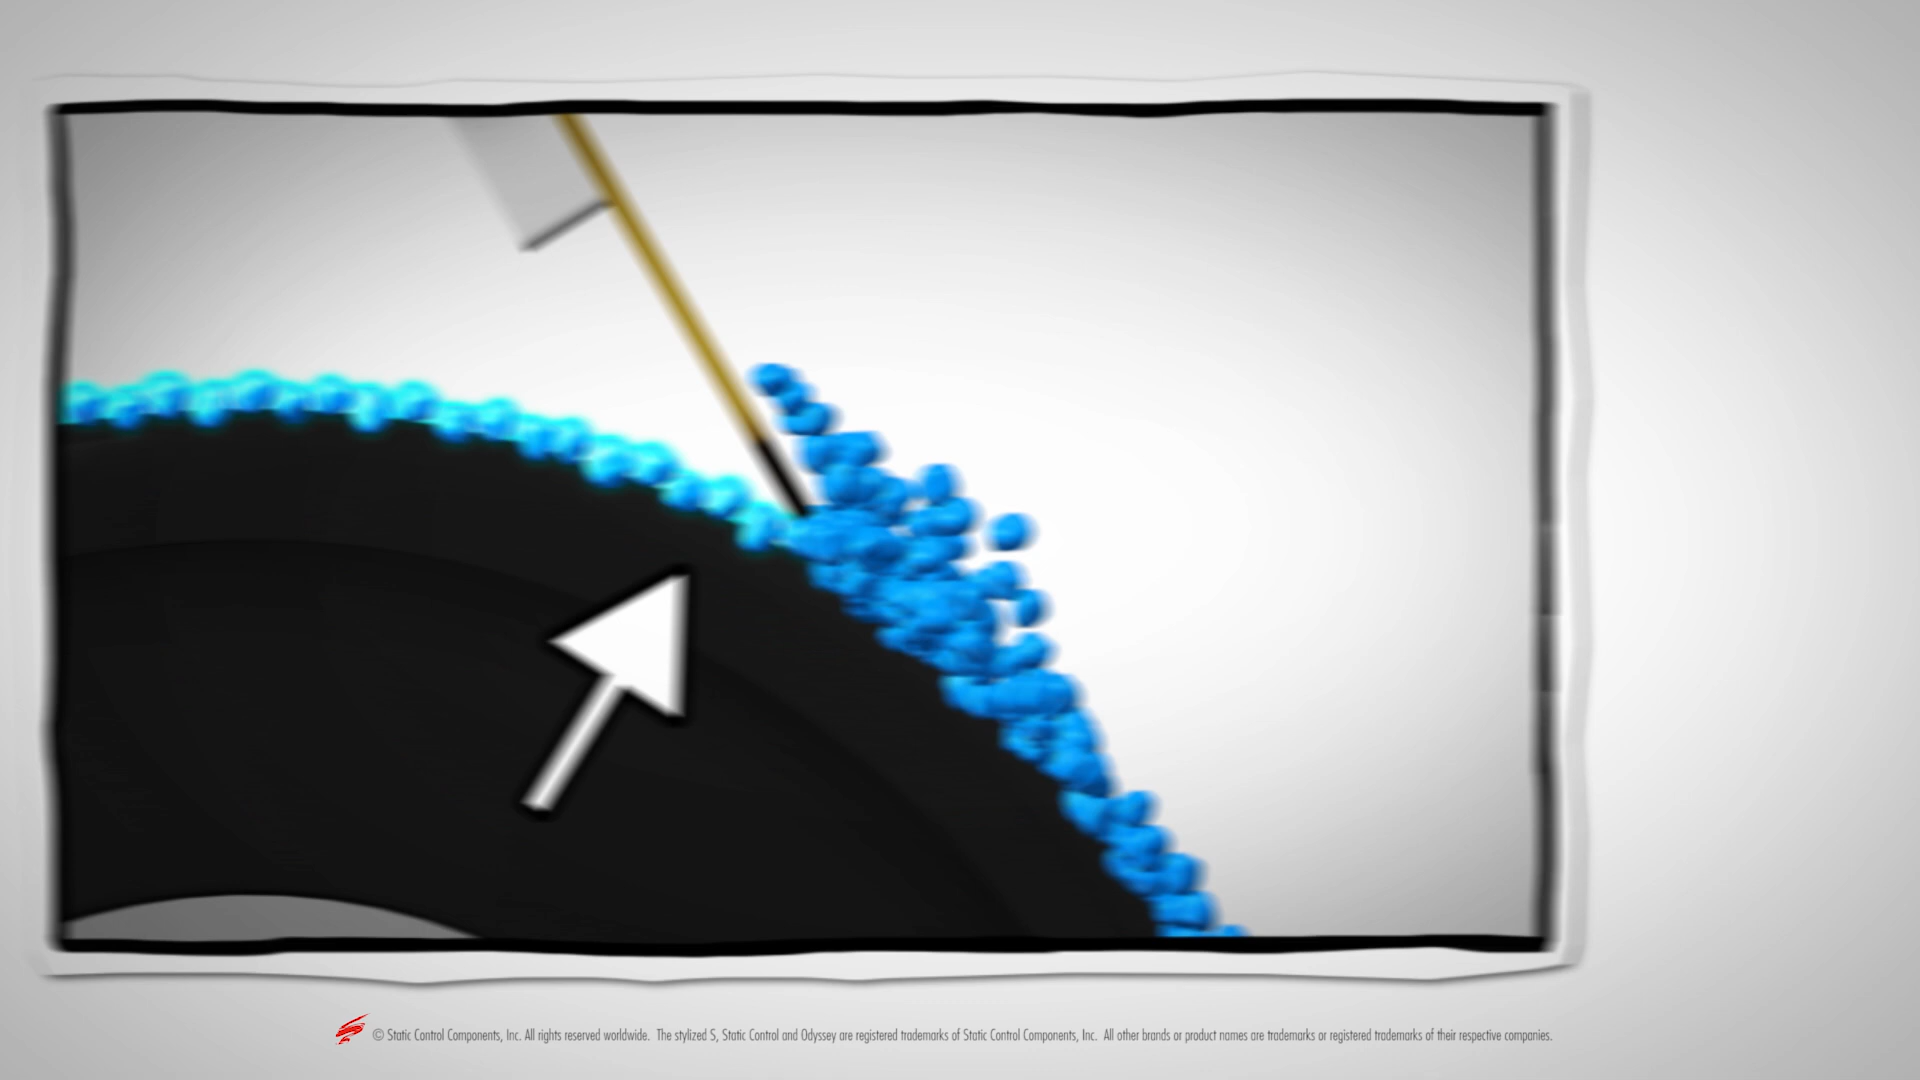 © Static Control Components, Inc. All rights reserved worldwide. The stylized S, Static Control and Odyssey are registered trademarks of Static Control Components, Inc. All other brands or product names are trademarks or registered trademarks of their respective companies.